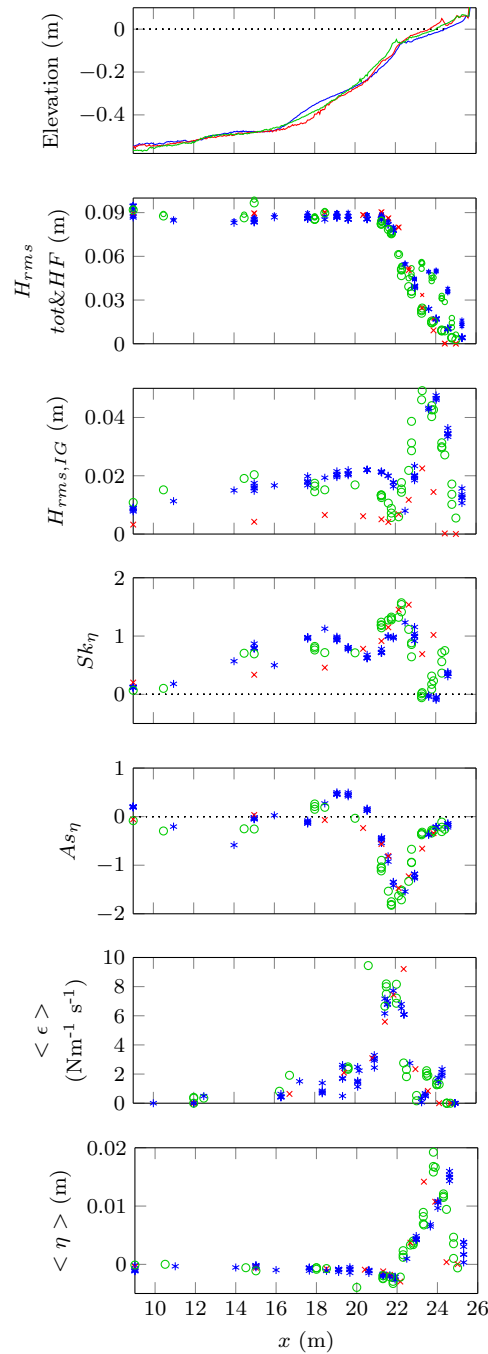 Elevation (m)
0
−0.2
−0.4
H_rms
tot&HF (m)
0.09
0.06
0.03
0
H_rms,IG (m)
0.04
0.02
0
Sk_η
2
1
0
As_η
1
0
−1
−2
< ϵ >
(Nm⁻¹ s⁻¹)
10
8
6
4
2
0
< η > (m)
0.02
0.01
0
10 12 14 16 18 20 22 24 26
x (m)